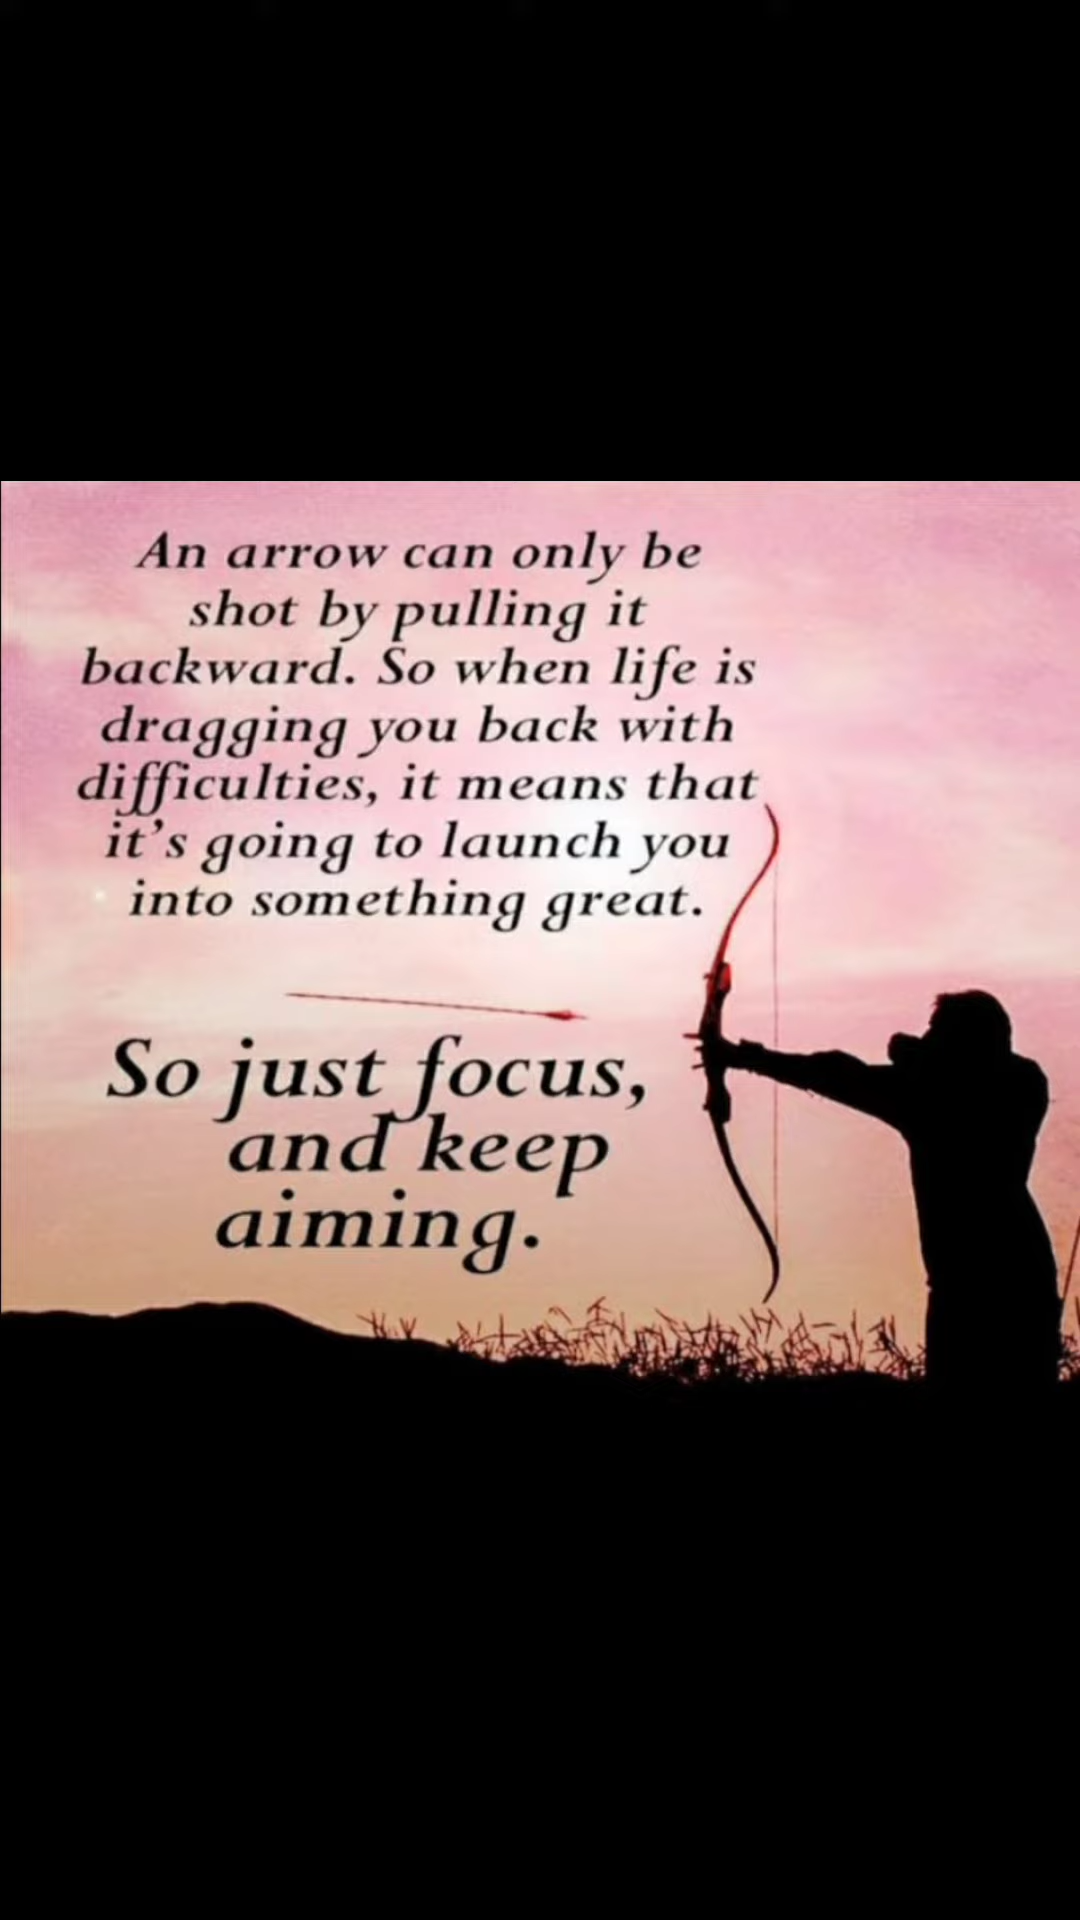 An arrow can only be
shot by pulling it
backward. So when life is
dragging you back with
difficulties, it means that
it's going to launch you
into something great.
So just focus,
and keep
aiming.